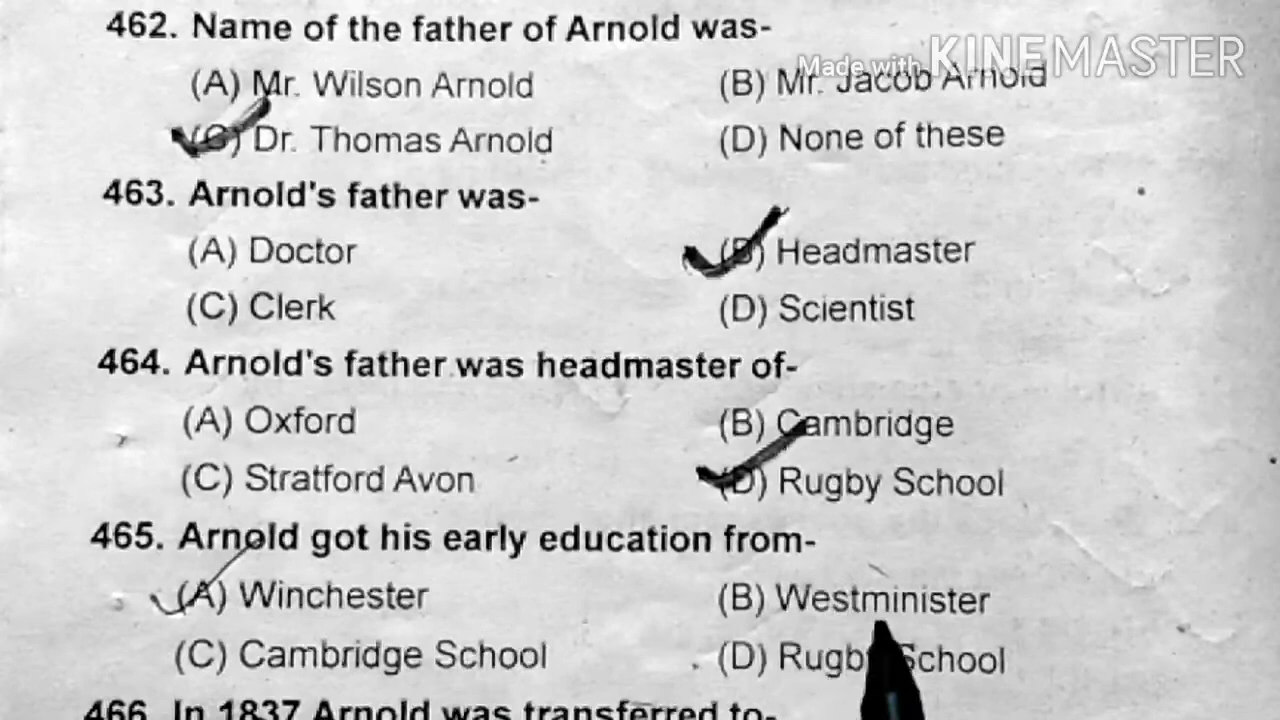 462. Name of the father of Arnold was-
Made with KINEMASTER
(A) Mr. Wilson Arnold (B) Mr. Jacob Arnold
(C) Dr. Thomas Arnold (D) None of these
463. Arnold's father was-
(A) Doctor (B) Headmaster
(C) Clerk (D) Scientist
464. Arnold's father was headmaster of-
(A) Oxford (B) Cambridge
(C) Stratford Avon (D) Rugby School
465. Arnold got his early education from-
(A) Winchester (B) Westminister
(C) Cambridge School (D) Rugby School
466. In 1837 Arnold was transferred to-